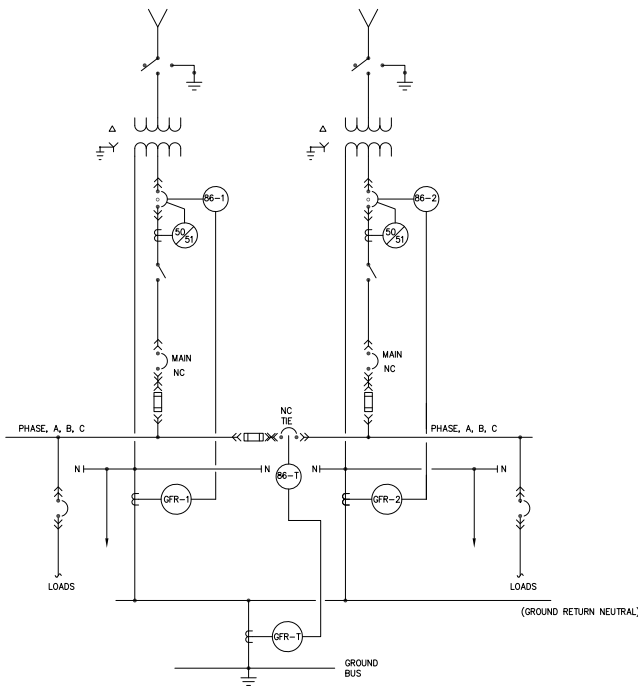 86-1
86-2
50
51
50
51
MAIN
NC
MAIN
NC
NC
TIE
PHASE, A, B, C
PHASE, A, B, C
N
N
N
N
86-T
GFR-1
GFR-2
LOADS
LOADS
(GROUND RETURN NEUTRAL)
GFR-T
GROUND
BUS